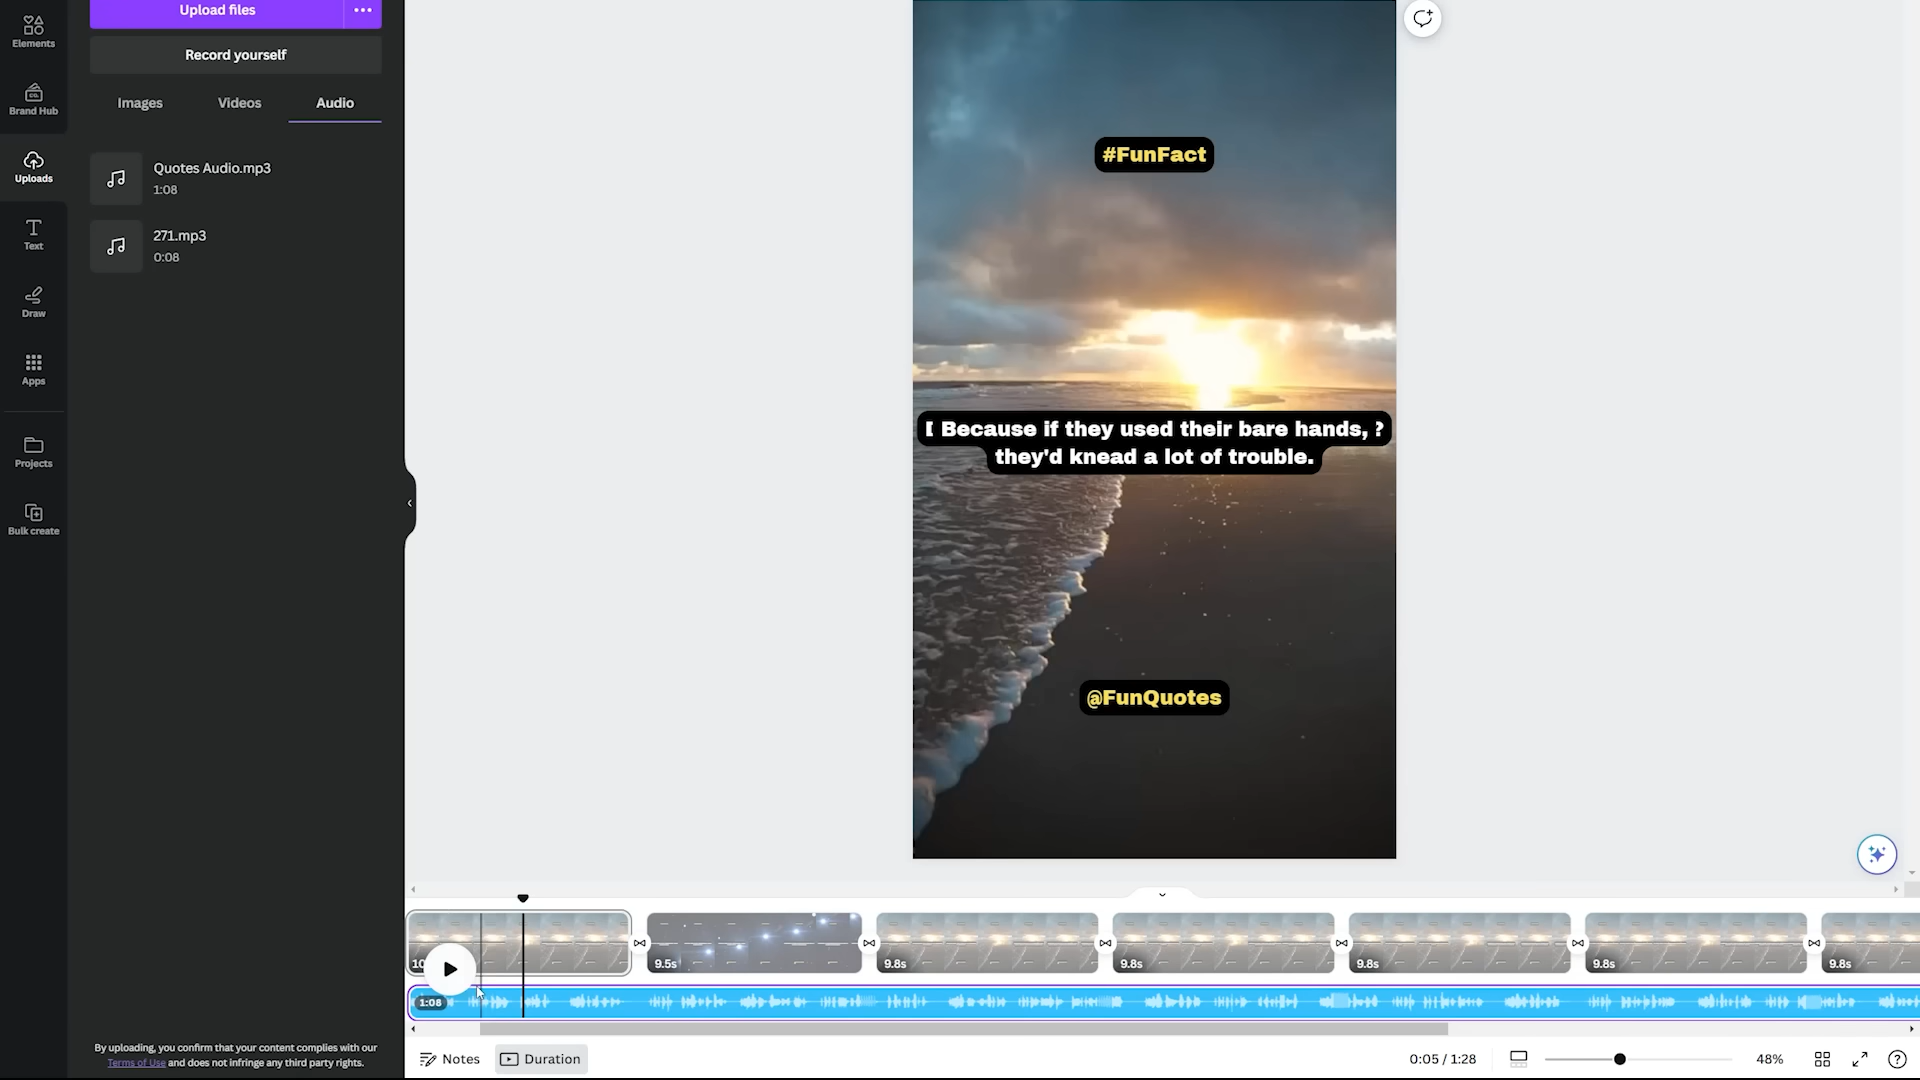 Upload files
Record yourself
Elements
Brand Hub
Uploads
Text
Draw
Apps
Projects
Bulk create
Images Videos Audio
Quotes Audio.mp3
1:08
271.mp3
0:08
By uploading, you confirm that your content complies with our
Terms of Use and does not infringe any third party rights.
#FunFact
Because if they used their bare hands, ?
they'd knead a lot of trouble.
@FunQuotes
10
9.5s
9.8s
9.8s
9.8s
9.8s
9.8s
1:08
Notes
Duration
0:05 / 1:28
48%